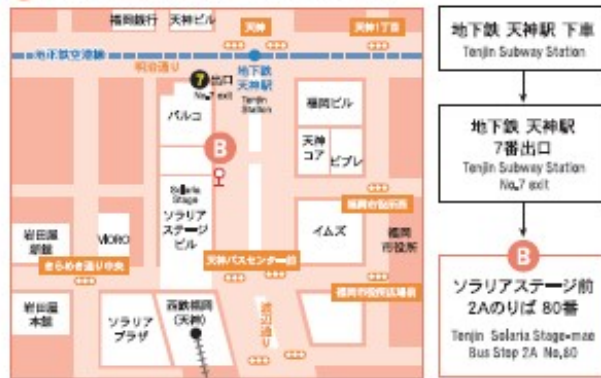 福岡銀行
天神ビル
天神
天神1丁目
地下鉄空港線
明治通り
7 出口
No,7 exit
地下鉄
天神駅
Tenjin
Station
パルコ
福岡ビル
天神
コア
ビブレ
B
Solaria
Stage
ソラリア
ステージ
ビル
岩田屋
新館
VIORO
イムズ
福岡市役所前
福岡
市役所
きらめき通り中央
天神バスセンター前
福岡市役所広場前
岩田屋
本館
ソラリア
プラザ
西鉄福岡
(天神)
渡辺通り
地下鉄 天神駅 下車
Tenjin Subway Station
地下鉄 天神駅
7番出口
Tenjin Subway Station
No,7 exit
B
ソラリアステージ前
2Aのりば 80番
Tenjin Solaria Stage-mae
Bus Stop 2A No,80